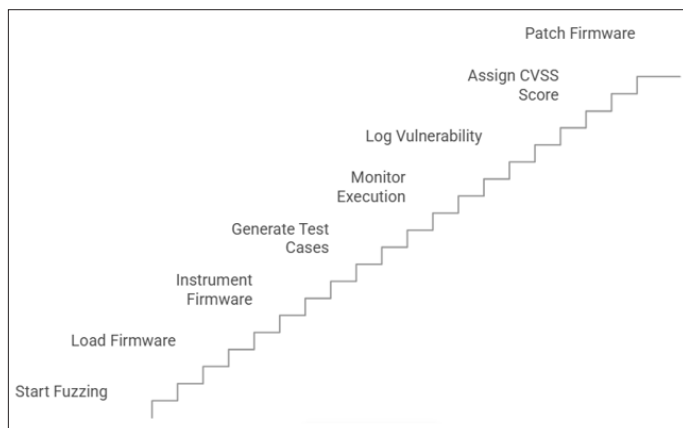 Patch Firmware
Assign CVSS
Score
Log Vulnerability
Monitor
Execution
Generate Test
Cases
Instrument
Firmware
Load Firmware
Start Fuzzing